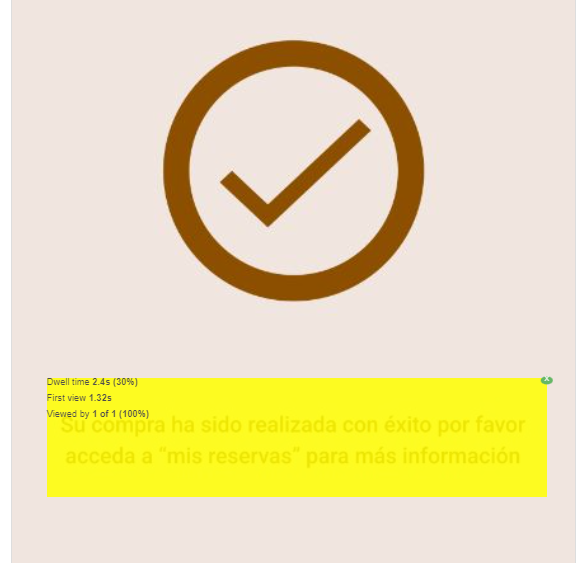 Dwell time 2.4s (30%)
First view 1.32s
Viewed by 1 of 1 (100%)
Su compra ha sido realizada con éxito por favor
acceda a “mis reservas” para más información